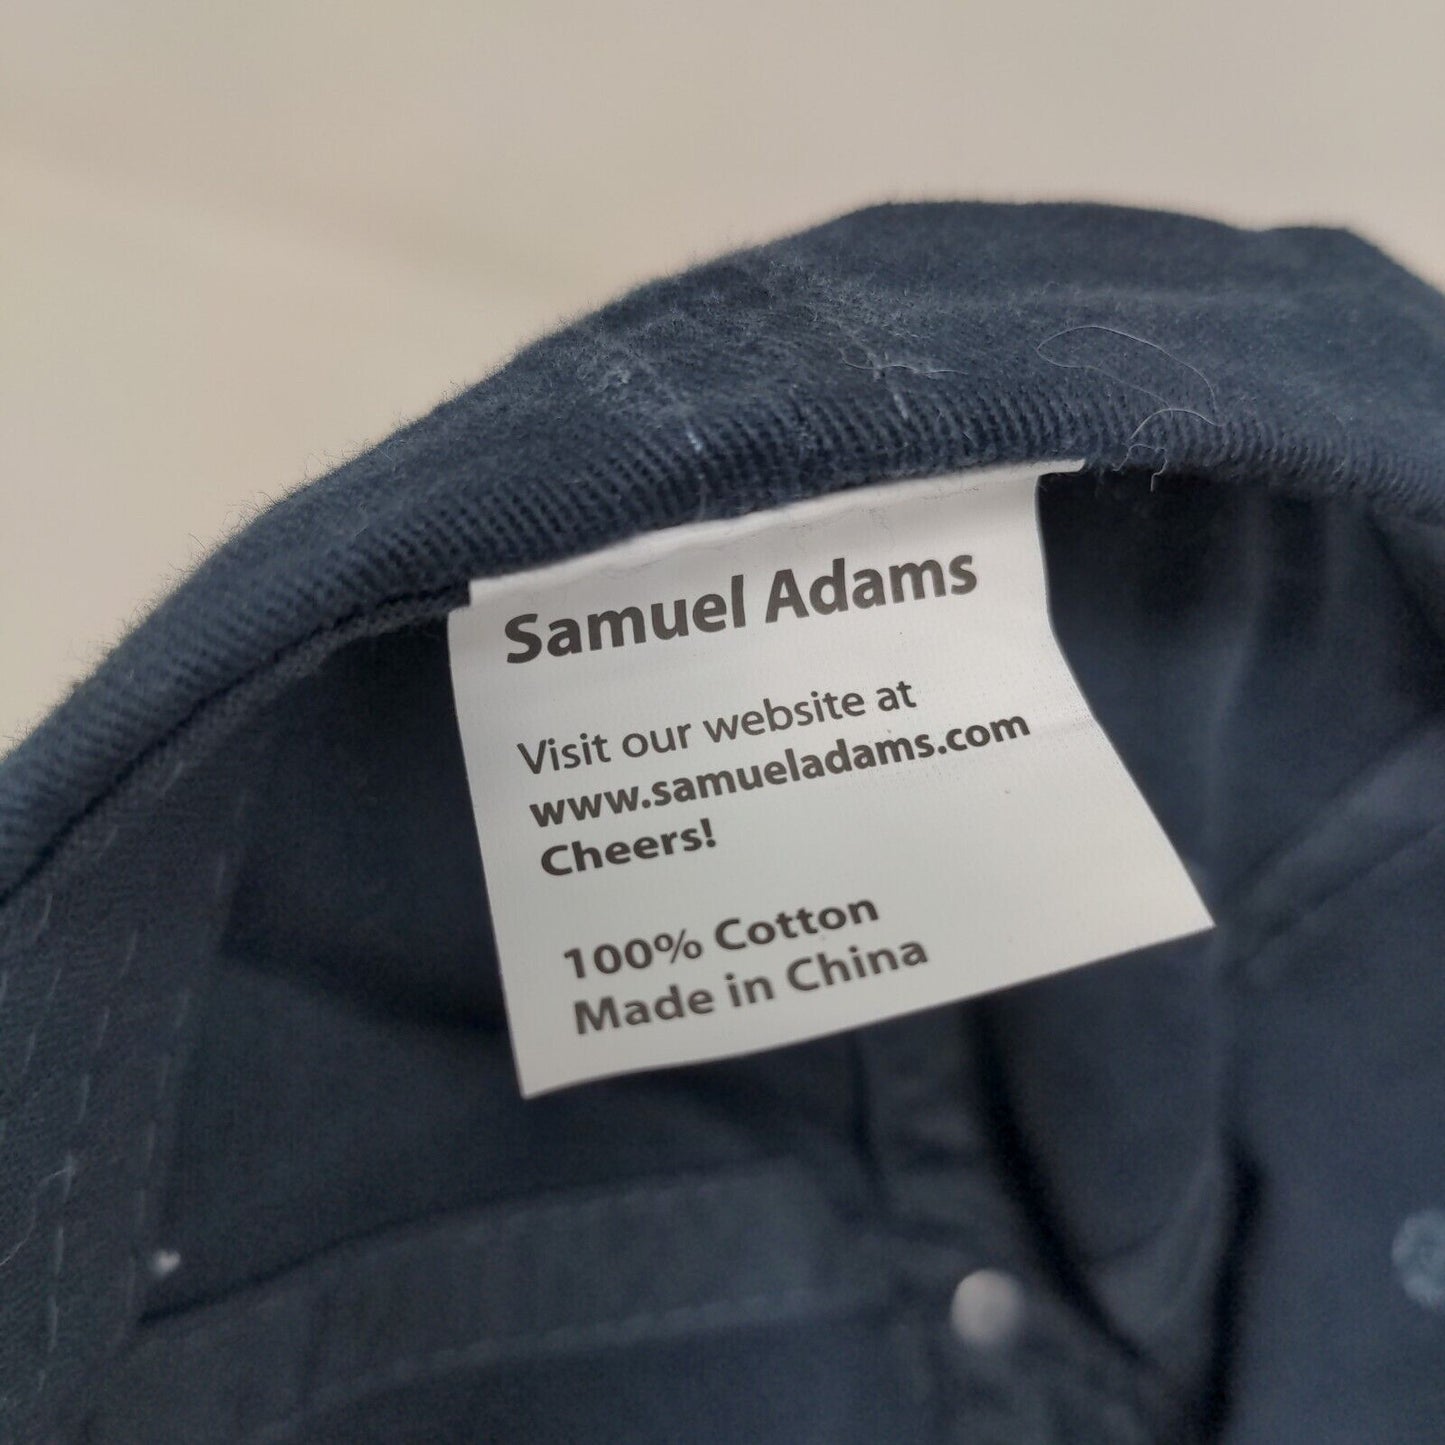 Samuel Adams
Visit our website at
www.samueladams.com
Cheers!
100% Cotton
Made in China